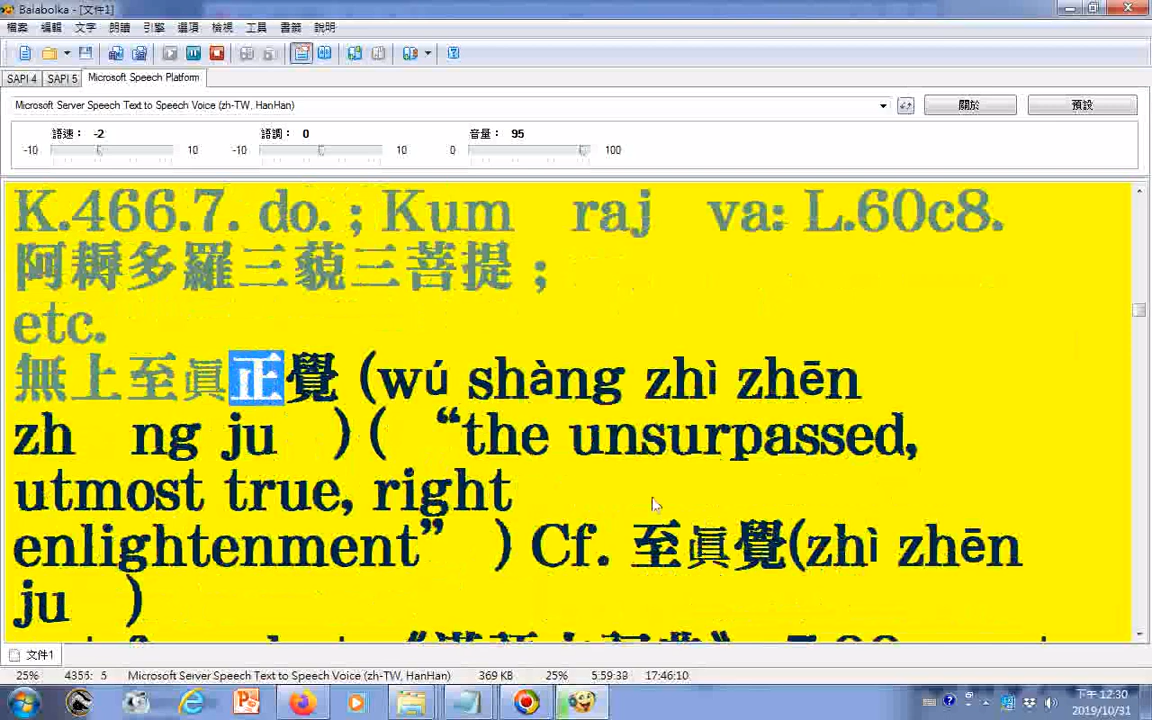 Balabolka - [文件1]
檔案 編輯 文字 朗讀 引擎 選項 檢視 工具 書籤 說明
SAPI 4 SAPI 5 Microsoft Speech Platform
Microsoft Server Speech Text to Speech Voice (zh-TW, HanHan) 關於 預設
語速： -2 語調： 0 音量： 95
-10 10 -10 10 0 100
K.466.7. do. ; Kum raj va: L.60c8.
阿耨多羅三藐三菩提；
etc.
無上至眞正覺 (wú shàng zhì zhēn
zh ng ju )( “the unsurpassed,
utmost true, right
enlightenment” ) Cf. 至眞覺(zhì zhēn
ju )
文件1
25% 4355: 5 Microsoft Server Speech Text to Speech Voice (zh-TW, HanHan) 369 KB 25% 5:59:38 17:46:10
下午 12:30
2019/10/31